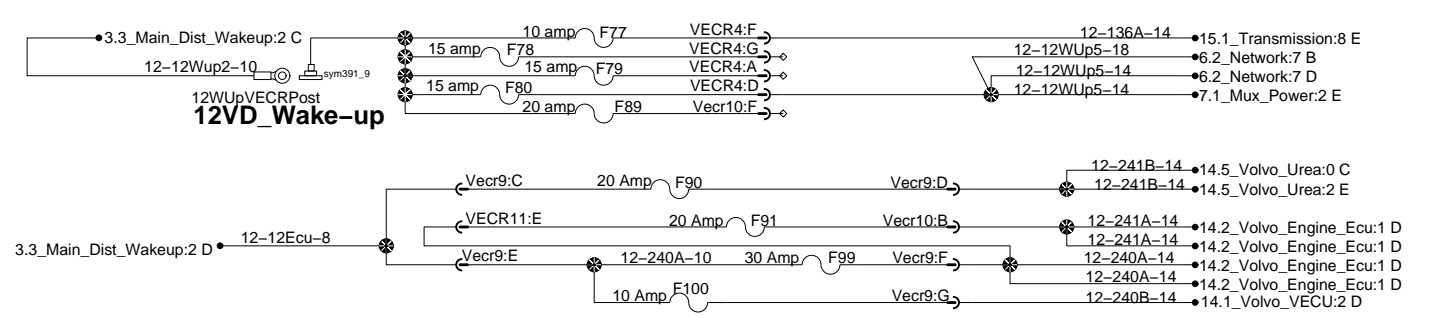 3.3_Main_Dist_Wakeup:2 C
10 amp F77 VECR4:F 12-136A-14 15.1_Transmission:8 E
15 amp F78 VECR4:G 12-12WUp5-18 6.2_Network:7 B
12-12Wup2-10 sym391_9 15 amp F79 VECR4:A 12-12WUp5-14 6.2_Network:7 D
15 amp F80 VECR4:D 12-12WUp5-14 7.1_Mux_Power:2 E
12WUpVECRPost
20 amp F89 Vecr10:F
12VD_Wake-up
12-241B-14 14.5_Volvo_Urea:0 C
Vecr9:C 20 Amp F90 Vecr9:D 12-241B-14 14.5_Volvo_Urea:2 E
VECR11:E 20 Amp F91 Vecr10:B 12-241A-14 14.2_Volvo_Engine_Ecu:1 D
3.3_Main_Dist_Wakeup:2 D 12-12Ecu-8 12-241A-14 14.2_Volvo_Engine_Ecu:1 D
Vecr9:E 12-240A-10 30 Amp F99 Vecr9:F 12-240A-14 14.2_Volvo_Engine_Ecu:1 D
12-240A-14 14.2_Volvo_Engine_Ecu:1 D
10 Amp F100 Vecr9:G 12-240B-14 14.1_Volvo_VECU:2 D